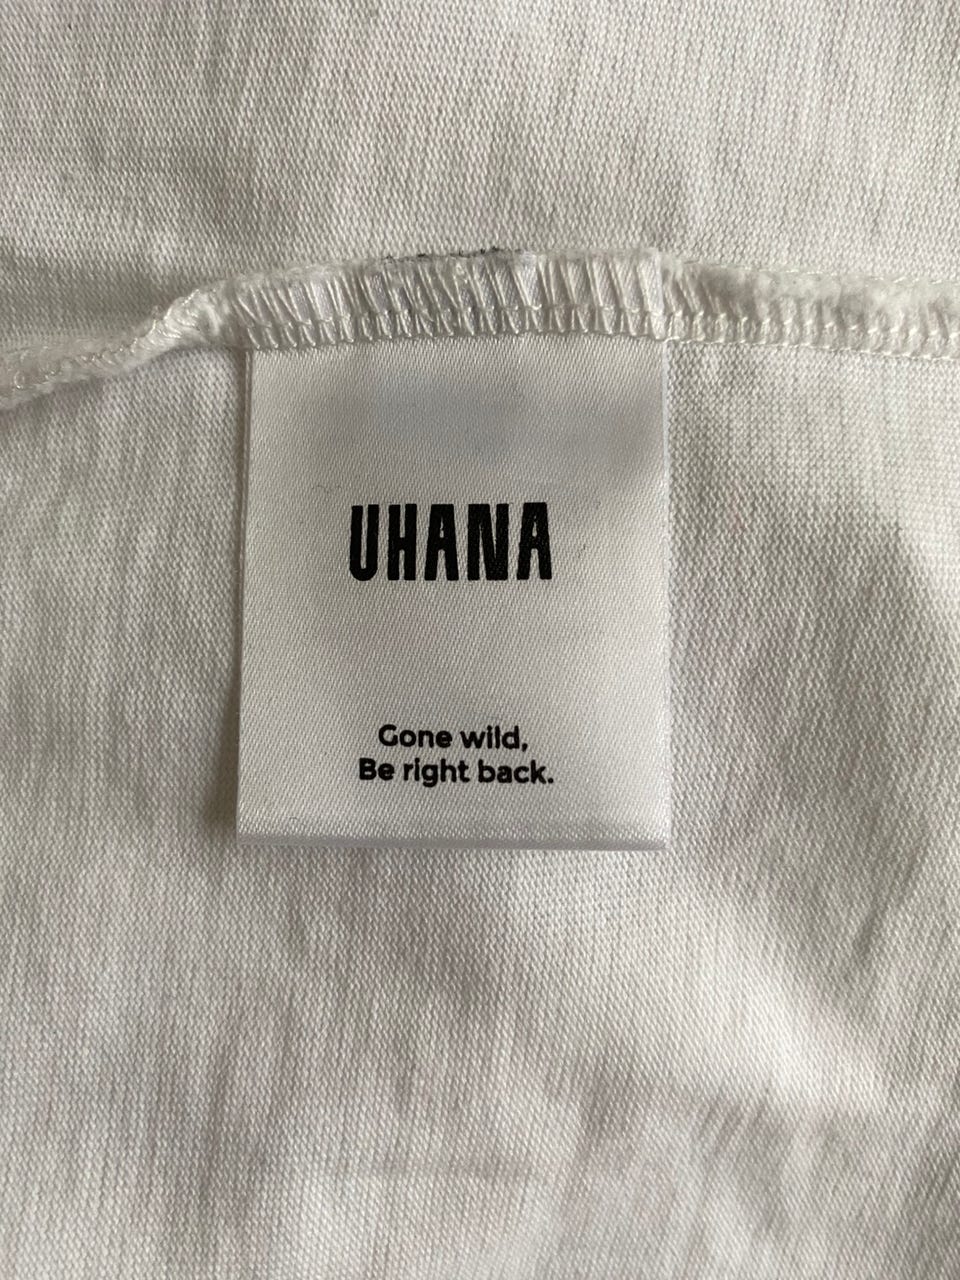 UHANA
Gone wild,
Be right back.